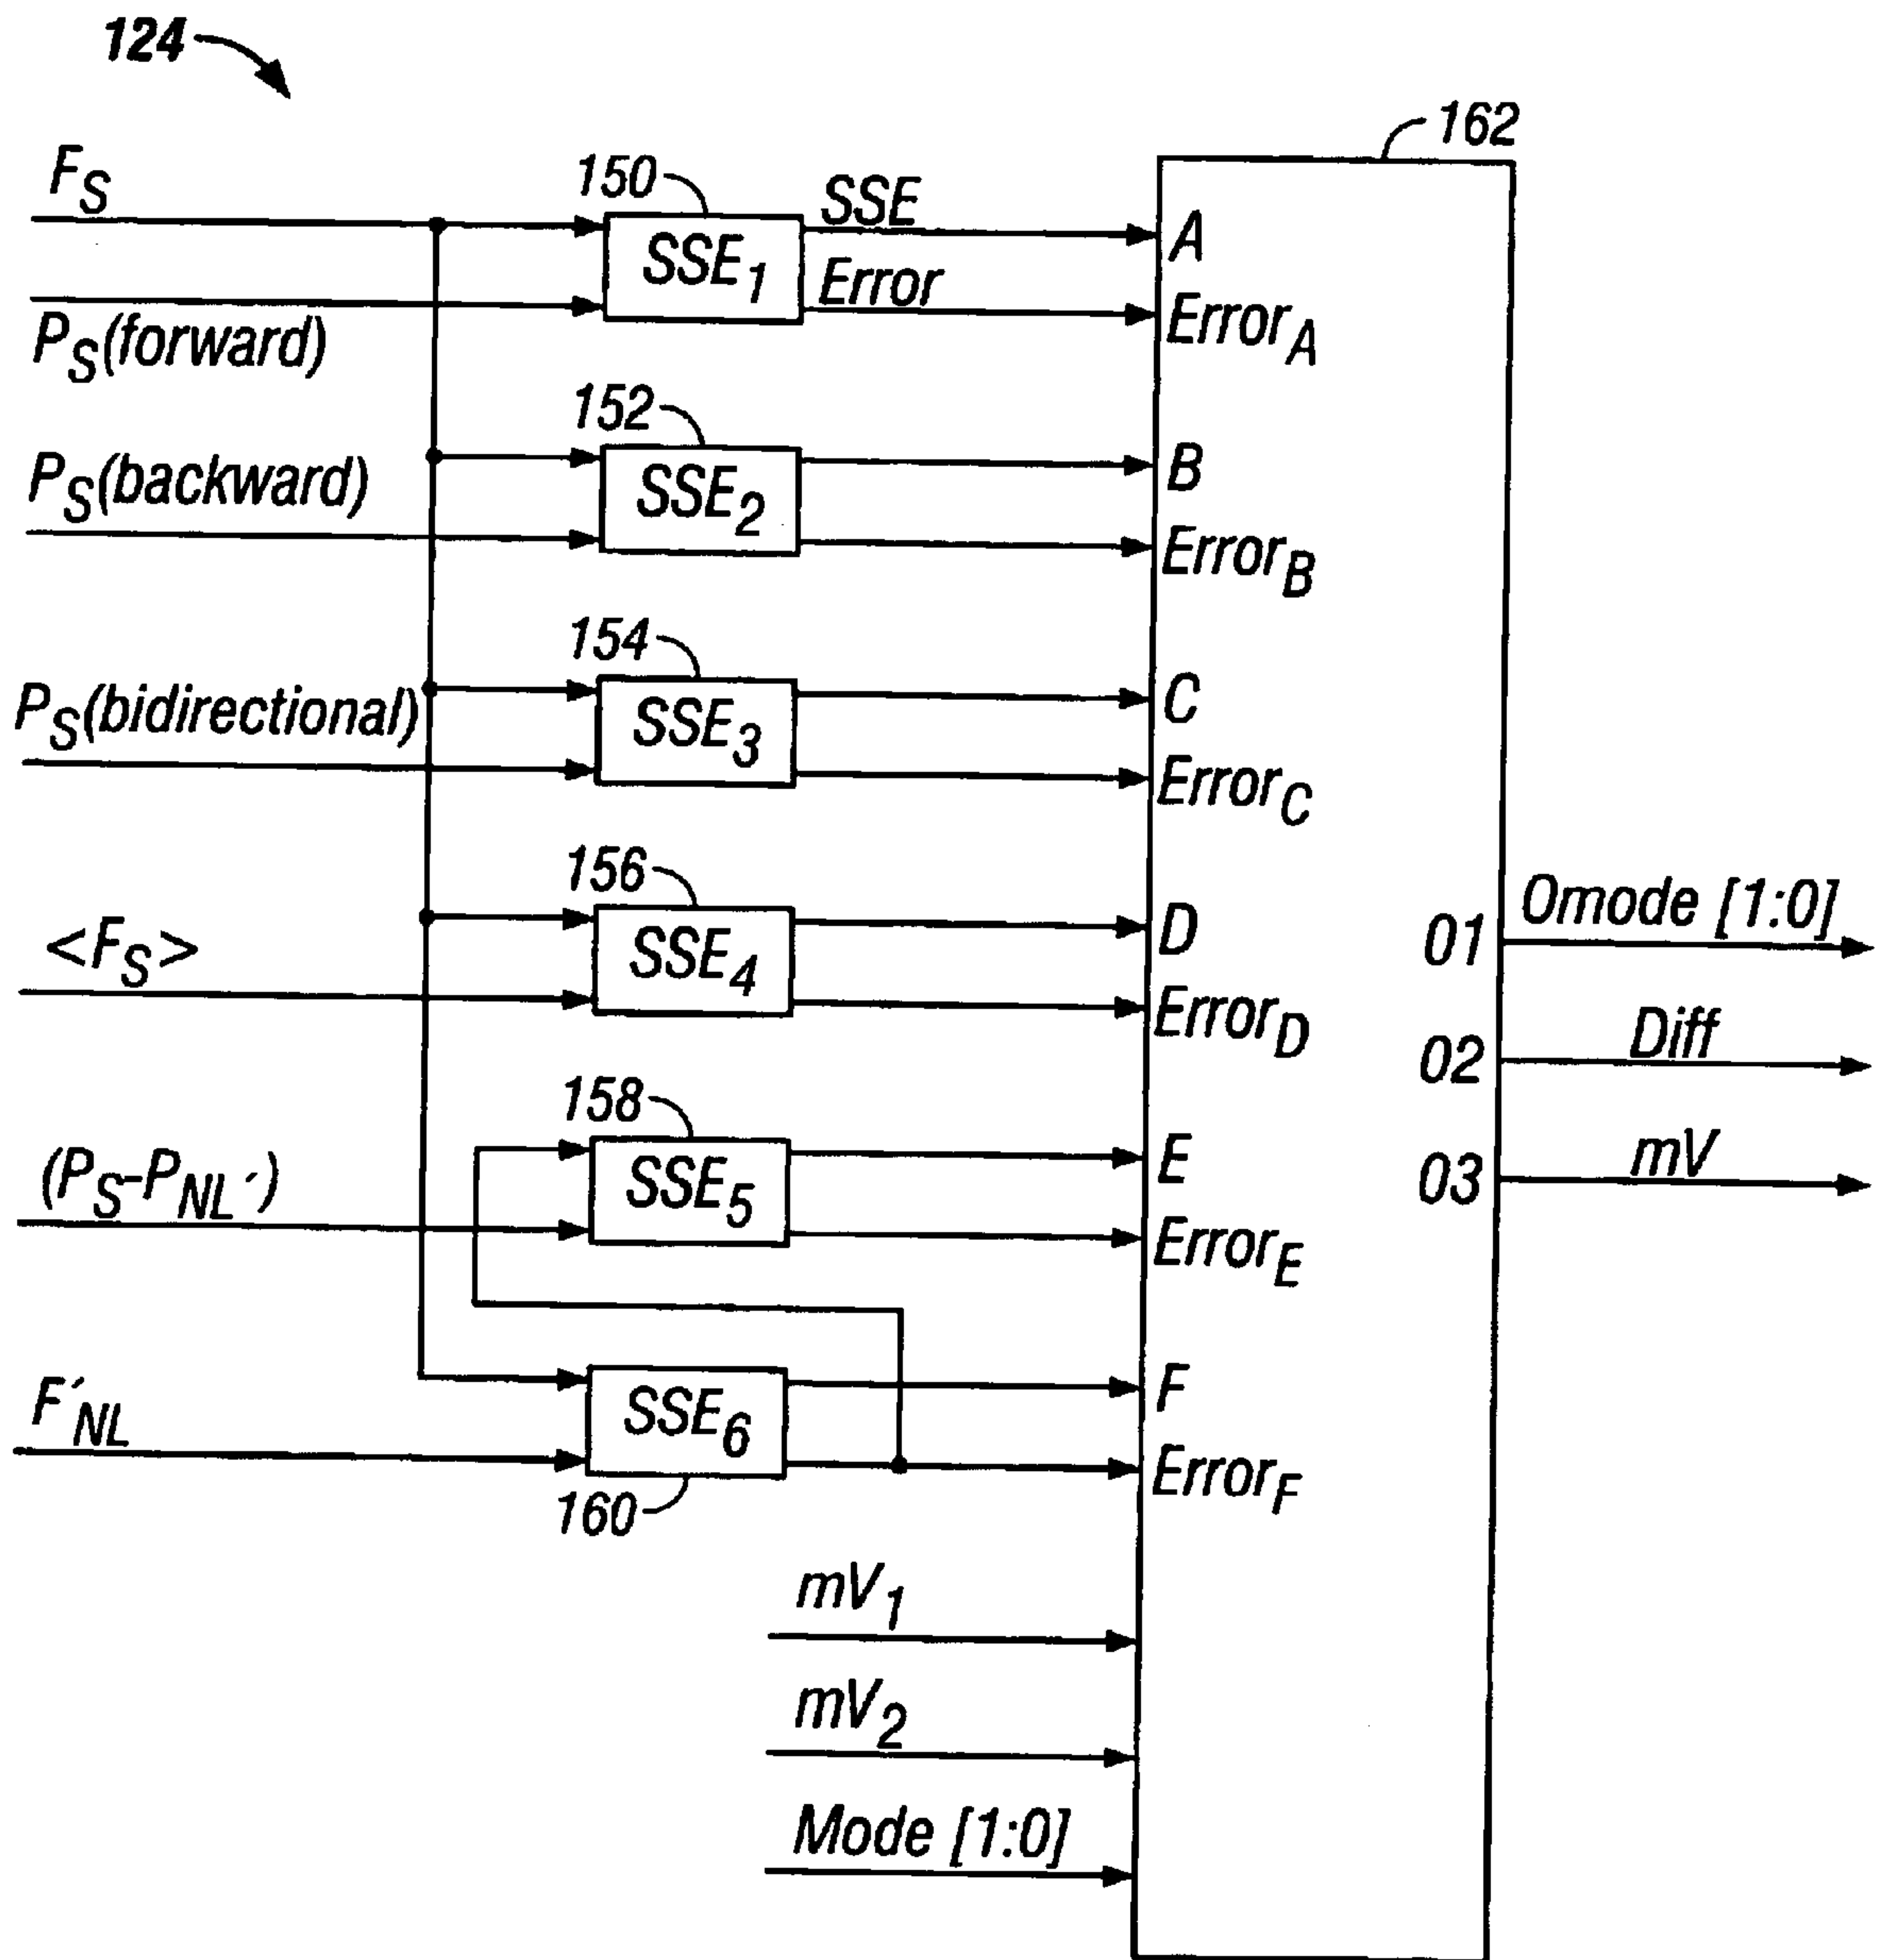 124
162
F_S
150
SSE
A
SSE_1
Error
Error_A
P_S(forward)
152
P_S(backward)
SSE_2
B
Error_B
154
P_S(bidirectional)
SSE_3
C
Error_C
156
<F_S>
SSE_4
D
Error_D
01
Omode [1:0]
02
Diff
03
mV
158
(P_S-P_NL′)
SSE_5
E
Error_E
F′_NL
SSE_6
F
Error_F
160
mV_1
mV_2
Mode [1:0]